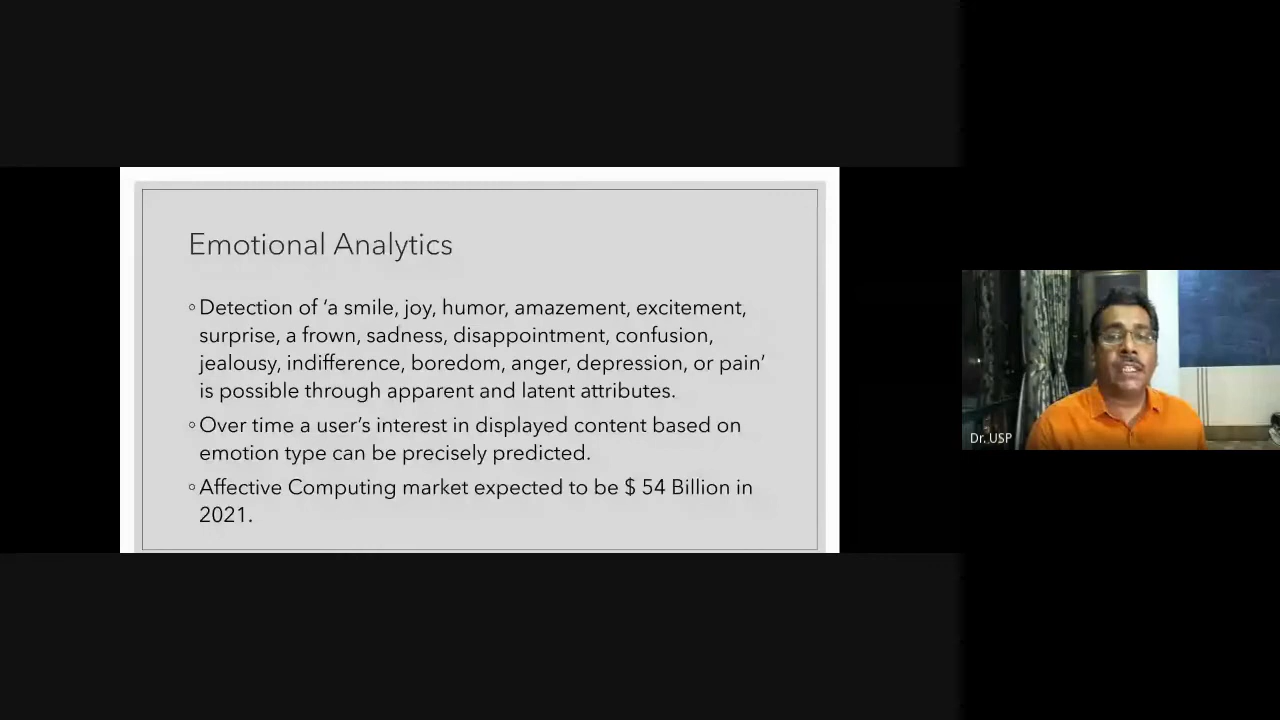 Emotional Analytics
◦ Detection of ‘a smile, joy, humor, amazement, excitement,
surprise, a frown, sadness, disappointment, confusion,
jealousy, indifference, boredom, anger, depression, or pain’
is possible through apparent and latent attributes.
◦ Over time a user’s interest in displayed content based on
emotion type can be precisely predicted.
◦ Affective Computing market expected to be $ 54 Billion in
2021.
Dr. USP